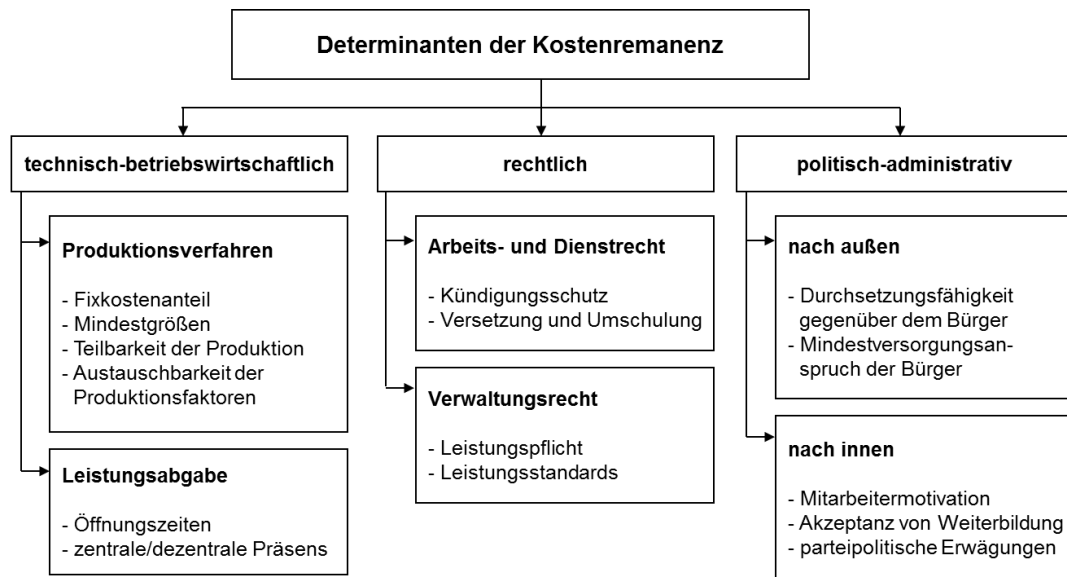 Determinanten der Kostenremanenz
technisch-betriebswirtschaftlich
Produktionsverfahren
- Fixkostenanteil
- Mindestgrößen
- Teilbarkeit der Produktion
- Austauschbarkeit der
Produktionsfaktoren
Leistungsabgabe
- Öffnungszeiten
- zentrale/dezentrale Präsens
rechtlich
Arbeits- und Dienstrecht
- Kündigungsschutz
- Versetzung und Umschulung
Verwaltungsrecht
- Leistungspflicht
- Leistungsstandards
politisch-administrativ
nach außen
- Durchsetzungsfähigkeit
gegenüber dem Bürger
- Mindestversorgungsan-
spruch der Bürger
nach innen
- Mitarbeitermotivation
- Akzeptanz von Weiterbildung
- parteipolitische Erwägungen